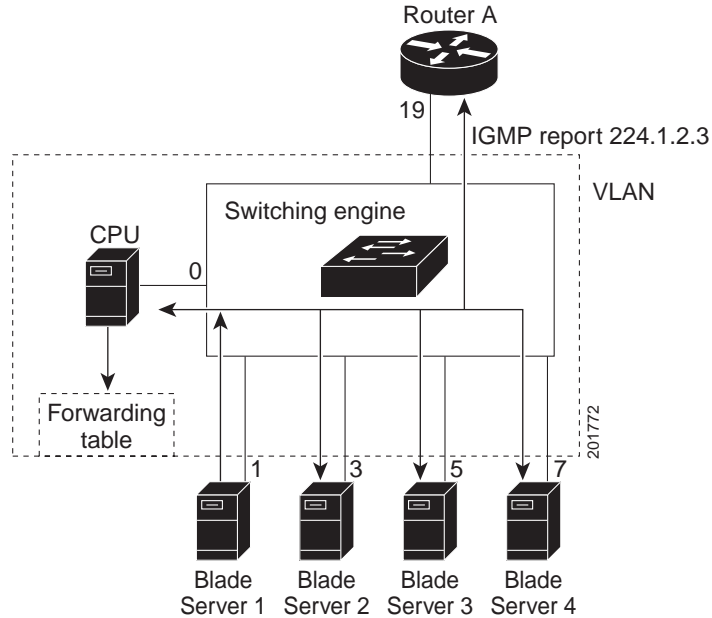 Router A
19
IGMP report 224.1.2.3
VLAN
Switching engine
CPU
0
Forwarding
table
201772
1
3
5
7
Blade
Server 1
Blade
Server 2
Blade
Server 3
Blade
Server 4